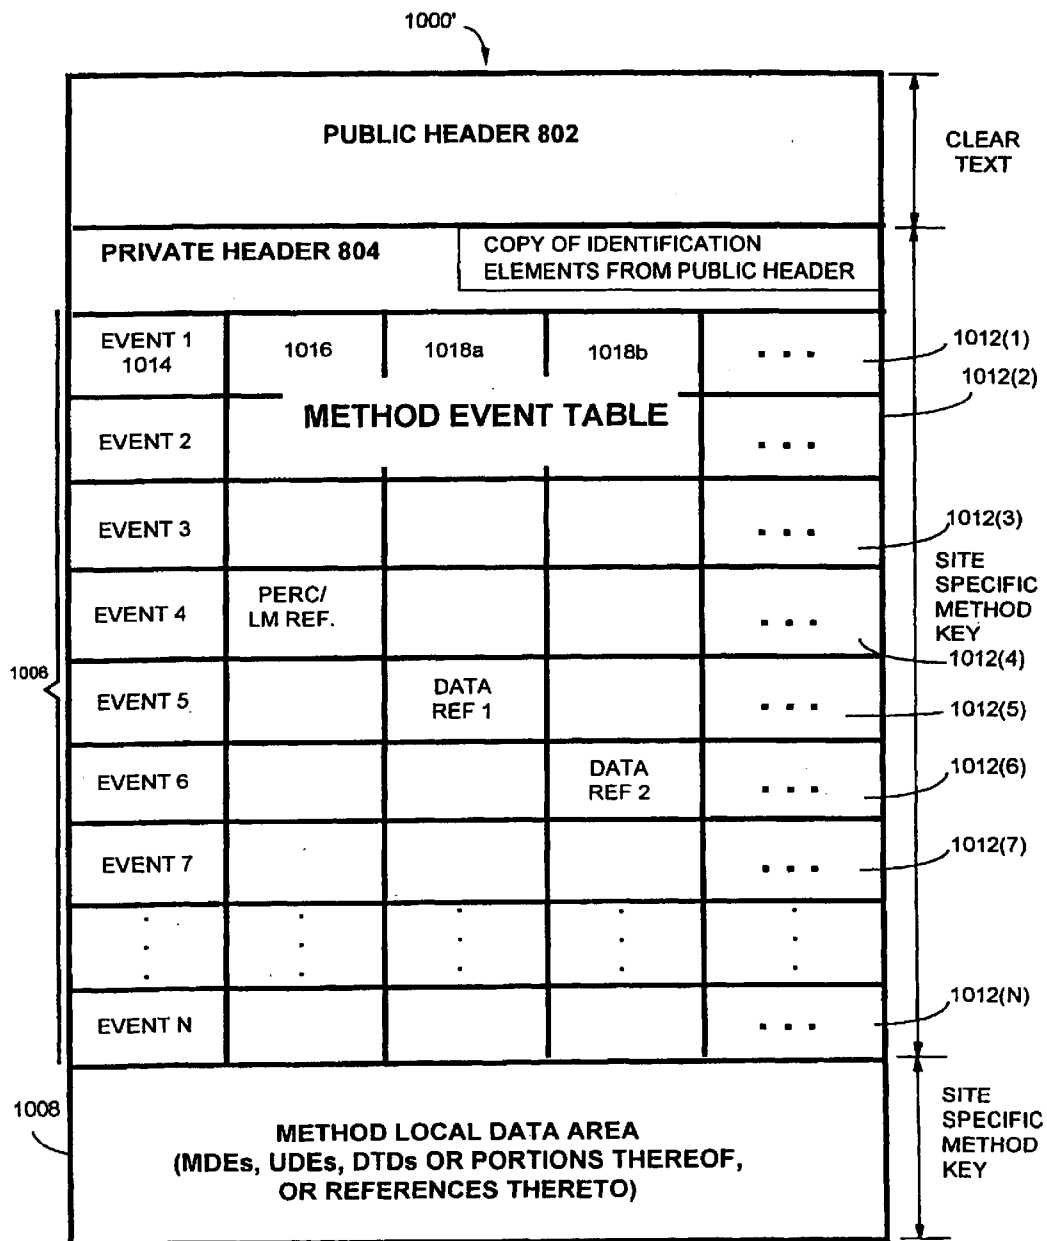 1000'
PUBLIC HEADER 802
CLEAR
TEXT
PRIVATE HEADER 804
COPY OF IDENTIFICATION
ELEMENTS FROM PUBLIC HEADER
EVENT 1
1014
1016
1018a
1018b
. . .
1012(1)
1012(2)
METHOD EVENT TABLE
EVENT 2
. . .
EVENT 3
. . .
1012(3)
SITE
SPECIFIC
METHOD
KEY
EVENT 4
PERC/
LM REF.
. . .
1012(4)
1006
EVENT 5
DATA
REF 1
. . .
1012(5)
EVENT 6
DATA
REF 2
. . .
1012(6)
EVENT 7
. . .
1012(7)
EVENT N
. . .
1012(N)
1008
METHOD LOCAL DATA AREA
(MDEs, UDEs, DTDs OR PORTIONS THEREOF,
OR REFERENCES THERETO)
SITE
SPECIFIC
METHOD
KEY